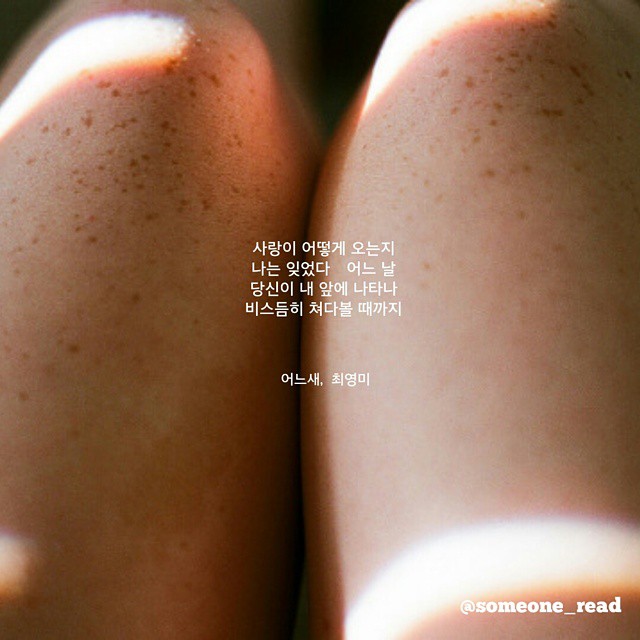 사랑이 어떻게 오는지
나는 잊었다 어느 날
당신이 내 앞에 나타나
비스듬히 쳐다볼 때까지
어느새, 최영미
@someone_read